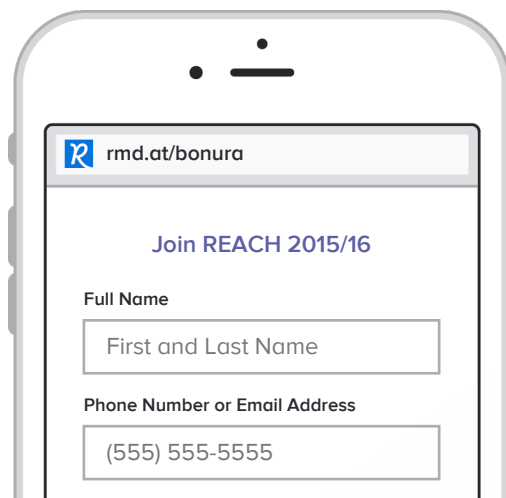 rmd.at/bonura
Join REACH 2015/16
Full Name
First and Last Name
Phone Number or Email Address
(555) 555-5555